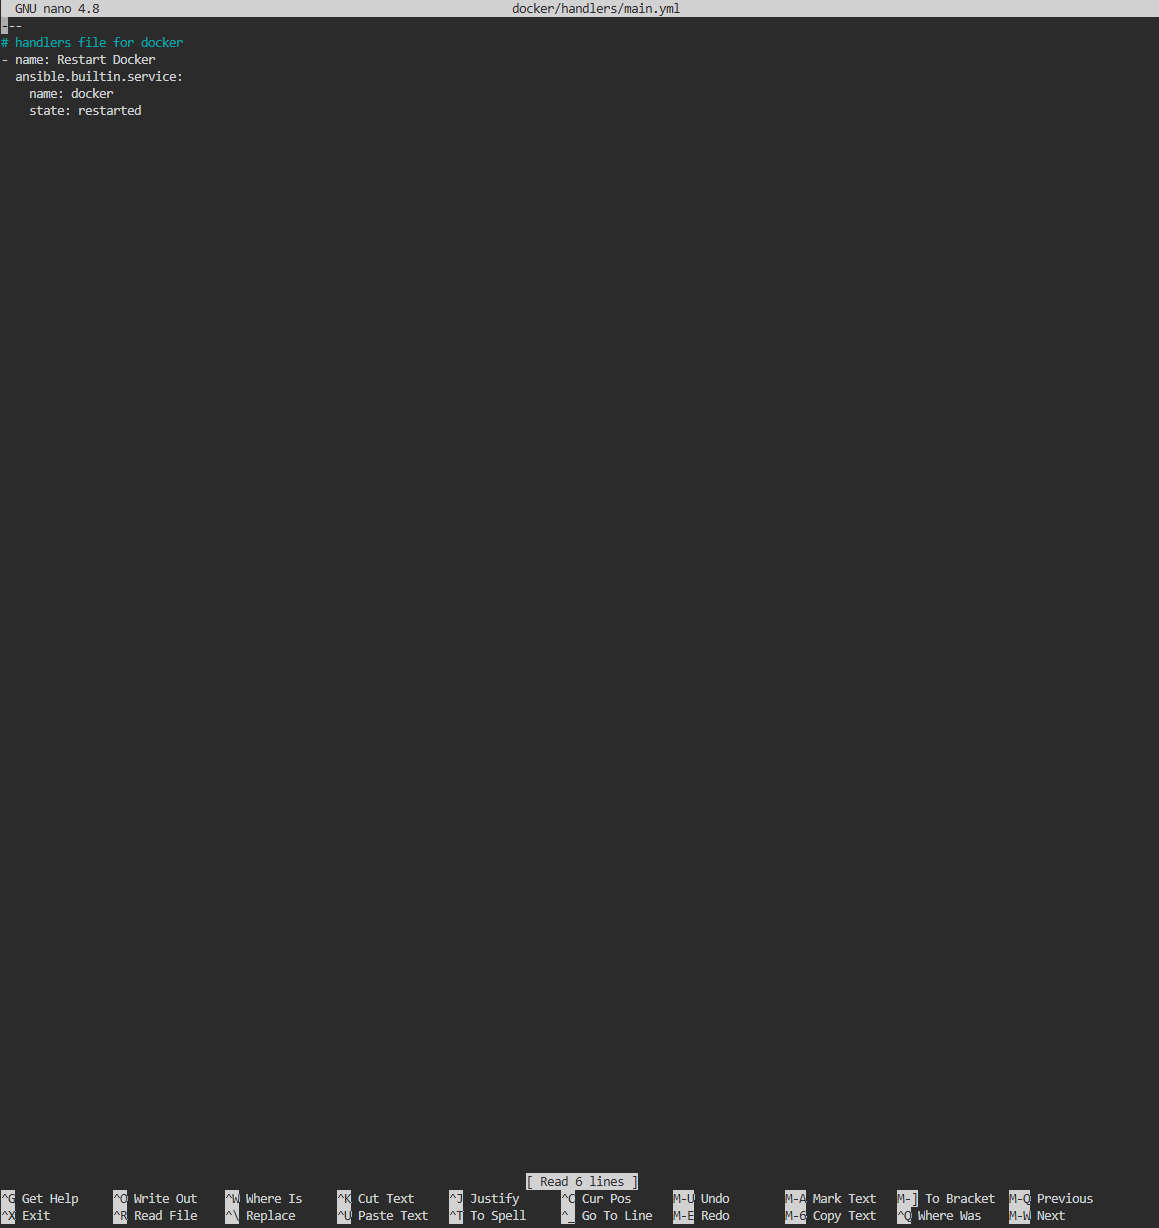 GNU nano 4.8 docker/handlers/main.yml
---
# handlers file for docker
- name: Restart Docker
  ansible.builtin.service:
    name: docker
    state: restarted
[ Read 6 lines ]
^G Get Help ^O Write Out ^W Where Is ^K Cut Text ^J Justify ^C Cur Pos M-U Undo M-A Mark Text M-] To Bracket M-Q Previous
^X Exit ^R Read File ^\ Replace ^U Paste Text ^T To Spell ^_ Go To Line M-E Redo M-6 Copy Text ^Q Where Was M-W Next